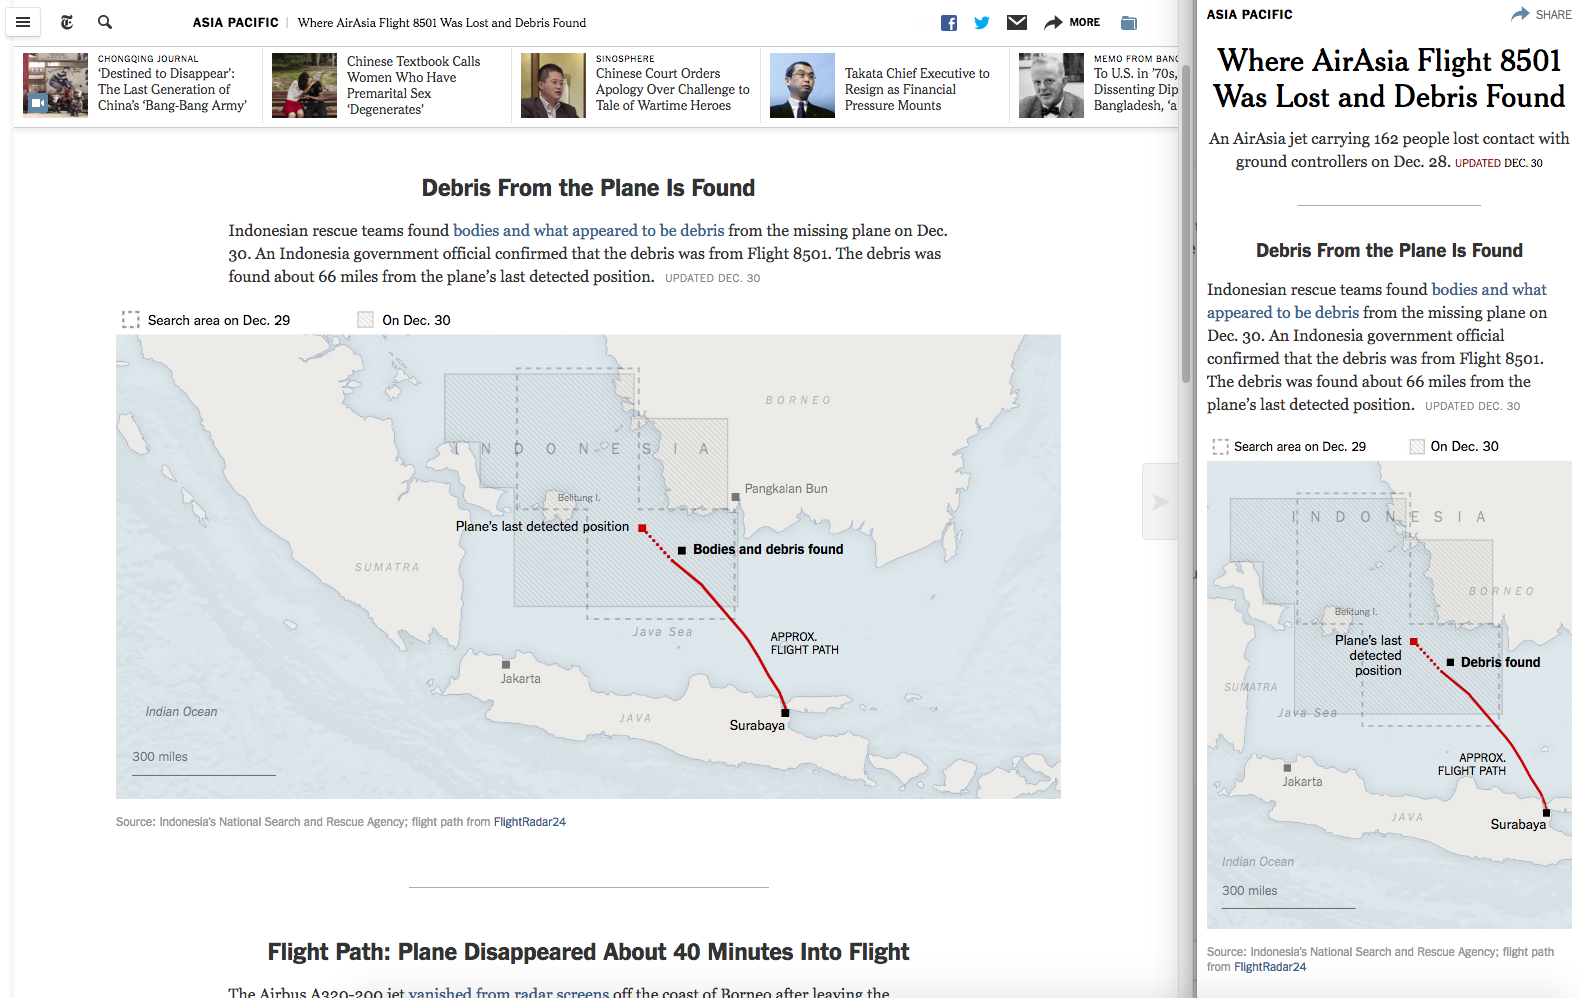 ASIA PACIFIC | Where AirAsia Flight 8501 Was Lost and Debris Found
MORE
CHONGQING JOURNAL
‘Destined to Disappear’:
The Last Generation of
China’s ‘Bang-Bang Army’
Chinese Textbook Calls
Women Who Have
Premarital Sex
‘Degenerates’
SINOSPHERE
Chinese Court Orders
Apology Over Challenge to
Tale of Wartime Heroes
Takata Chief Executive to
Resign as Financial
Pressure Mounts
MEMO FROM BANG
To U.S. in ’70s,
Dissenting Dip
Bangladesh, ‘a
Debris From the Plane Is Found
Indonesian rescue teams found bodies and what appeared to be debris from the missing plane on Dec.
30. An Indonesia government official confirmed that the debris was from Flight 8501. The debris was
found about 66 miles from the plane’s last detected position. UPDATED DEC. 30
Search area on Dec. 29
On Dec. 30
BORNEO
INDONESIA
Pangkalan Bun
Belitung I.
Plane’s last detected position
Bodies and debris found
SUMATRA
Java Sea
APPROX.
FLIGHT PATH
Jakarta
Indian Ocean
JAVA
Surabaya
300 miles
Source: Indonesia’s National Search and Rescue Agency; flight path from FlightRadar24
Flight Path: Plane Disappeared About 40 Minutes Into Flight
The Airbus A320-200 jet vanished from radar screens off the coast of Borneo after leaving the
ASIA PACIFIC
SHARE
Where AirAsia Flight 8501
Was Lost and Debris Found
An AirAsia jet carrying 162 people lost contact with
ground controllers on Dec. 28. UPDATED DEC. 30
Debris From the Plane Is Found
Indonesian rescue teams found bodies and what
appeared to be debris from the missing plane on
Dec. 30. An Indonesia government official
confirmed that the debris was from Flight 8501.
The debris was found about 66 miles from the
plane’s last detected position. UPDATED DEC. 30
Search area on Dec. 29
On Dec. 30
INDONESIA
BORNEO
Belitung I.
Plane’s last
detected
position
Debris found
SUMATRA
Java Sea
APPROX.
FLIGHT PATH
Jakarta
JAVA
Surabaya
Indian Ocean
300 miles
Source: Indonesia’s National Search and Rescue Agency; flight path
from FlightRadar24